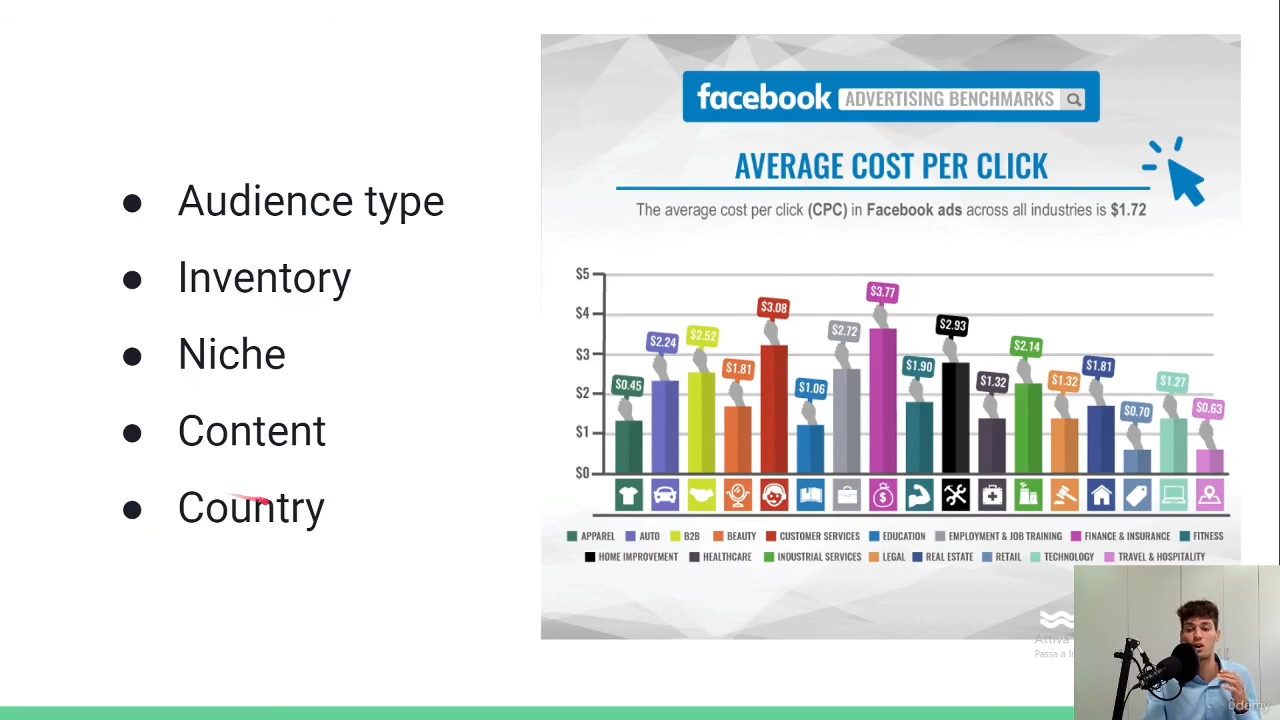 Audience type
Inventory
Niche
Content
Country
facebook ADVERTISING BENCHMARKS
AVERAGE COST PER CLICK
The average cost per click (CPC) in Facebook ads across all industries is $1.72
$5
$4
$3
$2
$1
$0
$0.45 $2.24 $2.52 $1.81 $3.08 $1.06 $2.72 $3.77 $1.90 $2.93 $1.32 $2.14 $1.32 $1.81 $0.70 $1.27 $0.63
APPAREL AUTO B2B BEAUTY CUSTOMER SERVICES EDUCATION EMPLOYMENT & JOB TRAINING FINANCE & INSURANCE FITNESS
HOME IMPROVEMENT HEALTHCARE INDUSTRIAL SERVICES LEGAL REAL ESTATE RETAIL TECHNOLOGY TRAVEL & HOSPITALITY
Attiva
Passa a
ûdemy